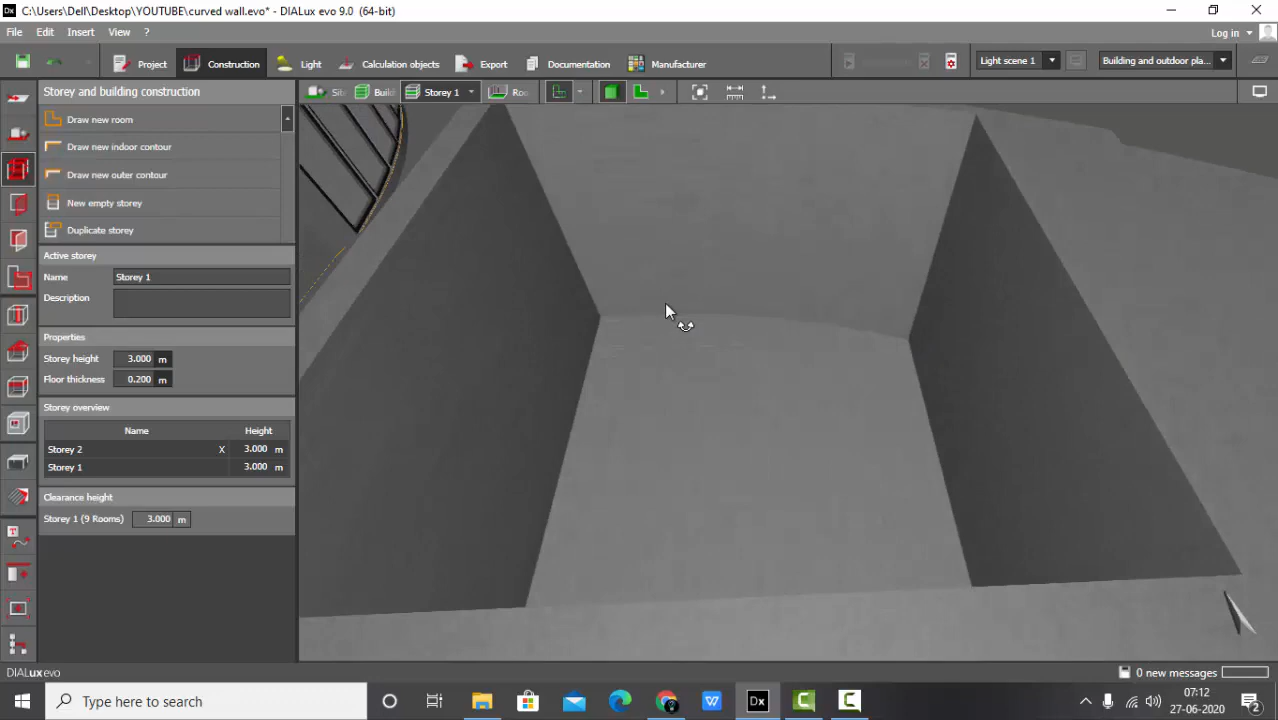 C:\Users\Dell\Desktop\YOUTUBE\curved wall.evo* - DIALux evo 9.0 (64-bit)
File Edit Insert View ? Log in
Project Construction Light Calculation objects Export Documentation Manufacturer Light scene 1 Building and outdoor pla...
Storey and building construction
Sit Build Storey 1 Roo
Draw new room
Draw new indoor contour
Draw new outer contour
New empty storey
Duplicate storey
Active storey
Name Storey 1
Description
Properties
Storey height 3.000 m
Floor thickness 0.200 m
Storey overview
Name Height
Storey 2 X 3.000 m
Storey 1 3.000 m
Clearance height
Storey 1 (9 Rooms) 3.000 m
DIALux evo 0 new messages
Type here to search
07:12
27-06-2020
2